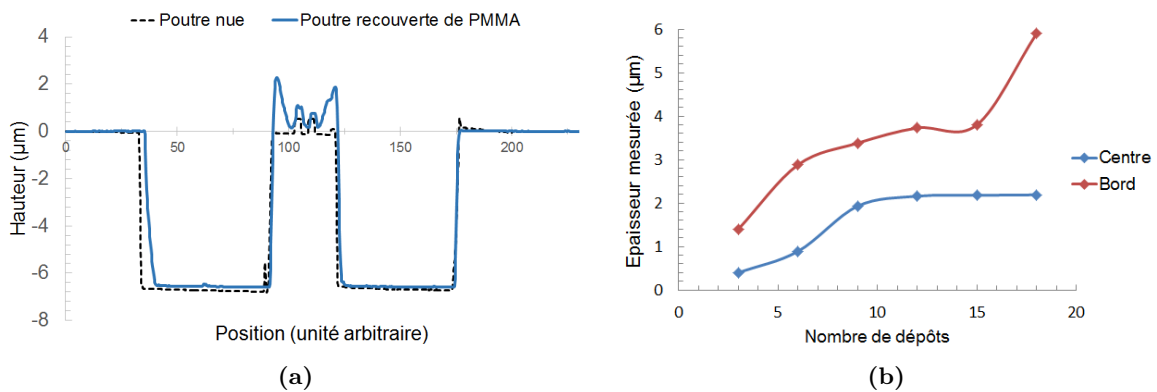 Poutre nue
Poutre recouverte de PMMA
Hauteur (µm)
4
2
0
-2
-4
-6
-8
0
50
100
150
200
Position (unité arbitraire)
(a)
Epaisseur mesurée (µm)
6
5
4
3
2
1
0
0
5
10
15
20
Nombre de dépôts
Centre
Bord
(b)